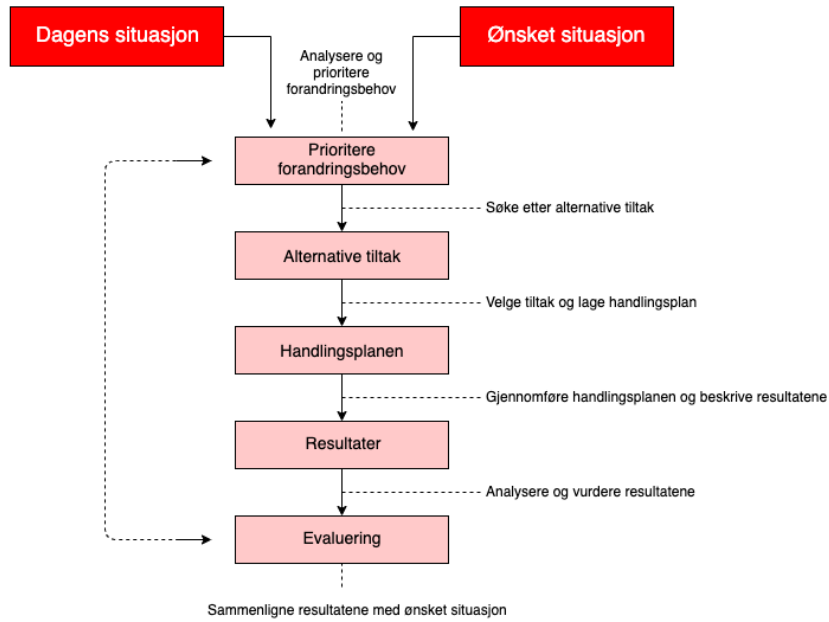 Dagens situasjon
Ønsket situasjon
Analysere og
prioritere
forandringsbehov
Prioritere
forandringsbehov
Søke etter alternative tiltak
Alternative tiltak
Velge tiltak og lage handlingsplan
Handlingsplanen
Gjennomføre handlingsplanen og beskrive resultatene
Resultater
Analysere og vurdere resultatene
Evaluering
Sammenligne resultatene med ønsket situasjon